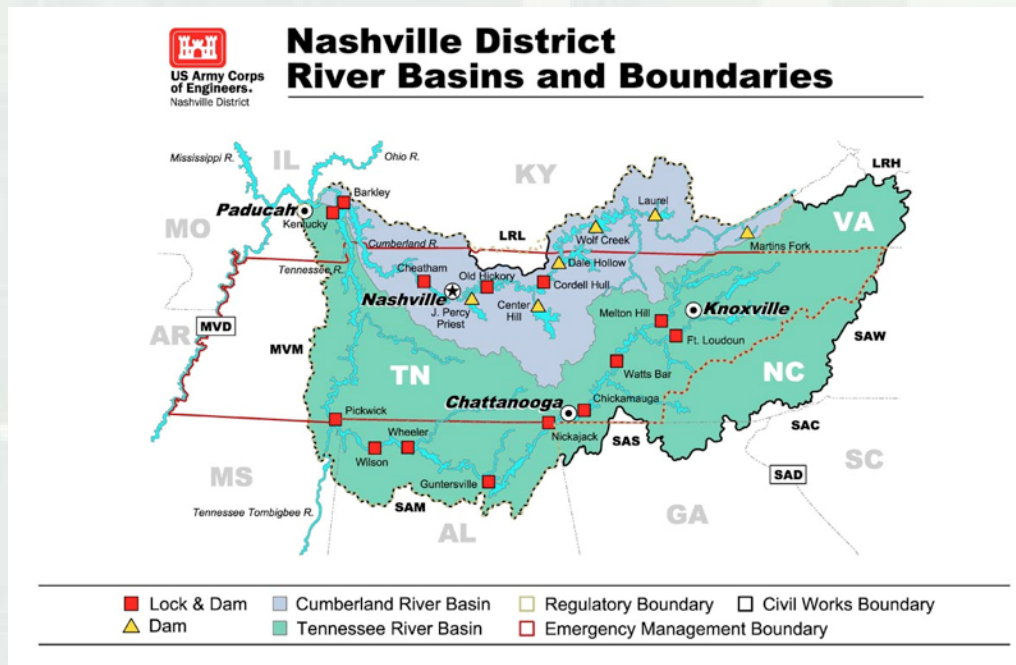 Nashville District
River Basins and Boundaries
US Army Corps
of Engineers.
Nashville District
Mississippi R.
IL
Ohio R.
KY
LRH
MO
Paducah
Barkley
Kentucky
Laurel
VA
Cumberland R.
LRL
Wolf Creek
Martins Fork
Tennessee R.
Dale Hollow
Cheatham
Old Hickory
Cordell Hull
Nashville
J. Percy
Priest
Center
Hill
Melton Hill
Knoxville
AR
MVD
MVM
Ft. Loudoun
SAW
TN
Watts Bar
NC
Chattanooga
Chickamauga
Pickwick
Nickajack
SAS
SAC
Wheeler
Wilson
MS
Guntersville
SAD
SC
Tennessee Tombigbee R.
SAM
AL
GA
Lock & Dam
Cumberland River Basin
Regulatory Boundary
Civil Works Boundary
Dam
Tennessee River Basin
Emergency Management Boundary